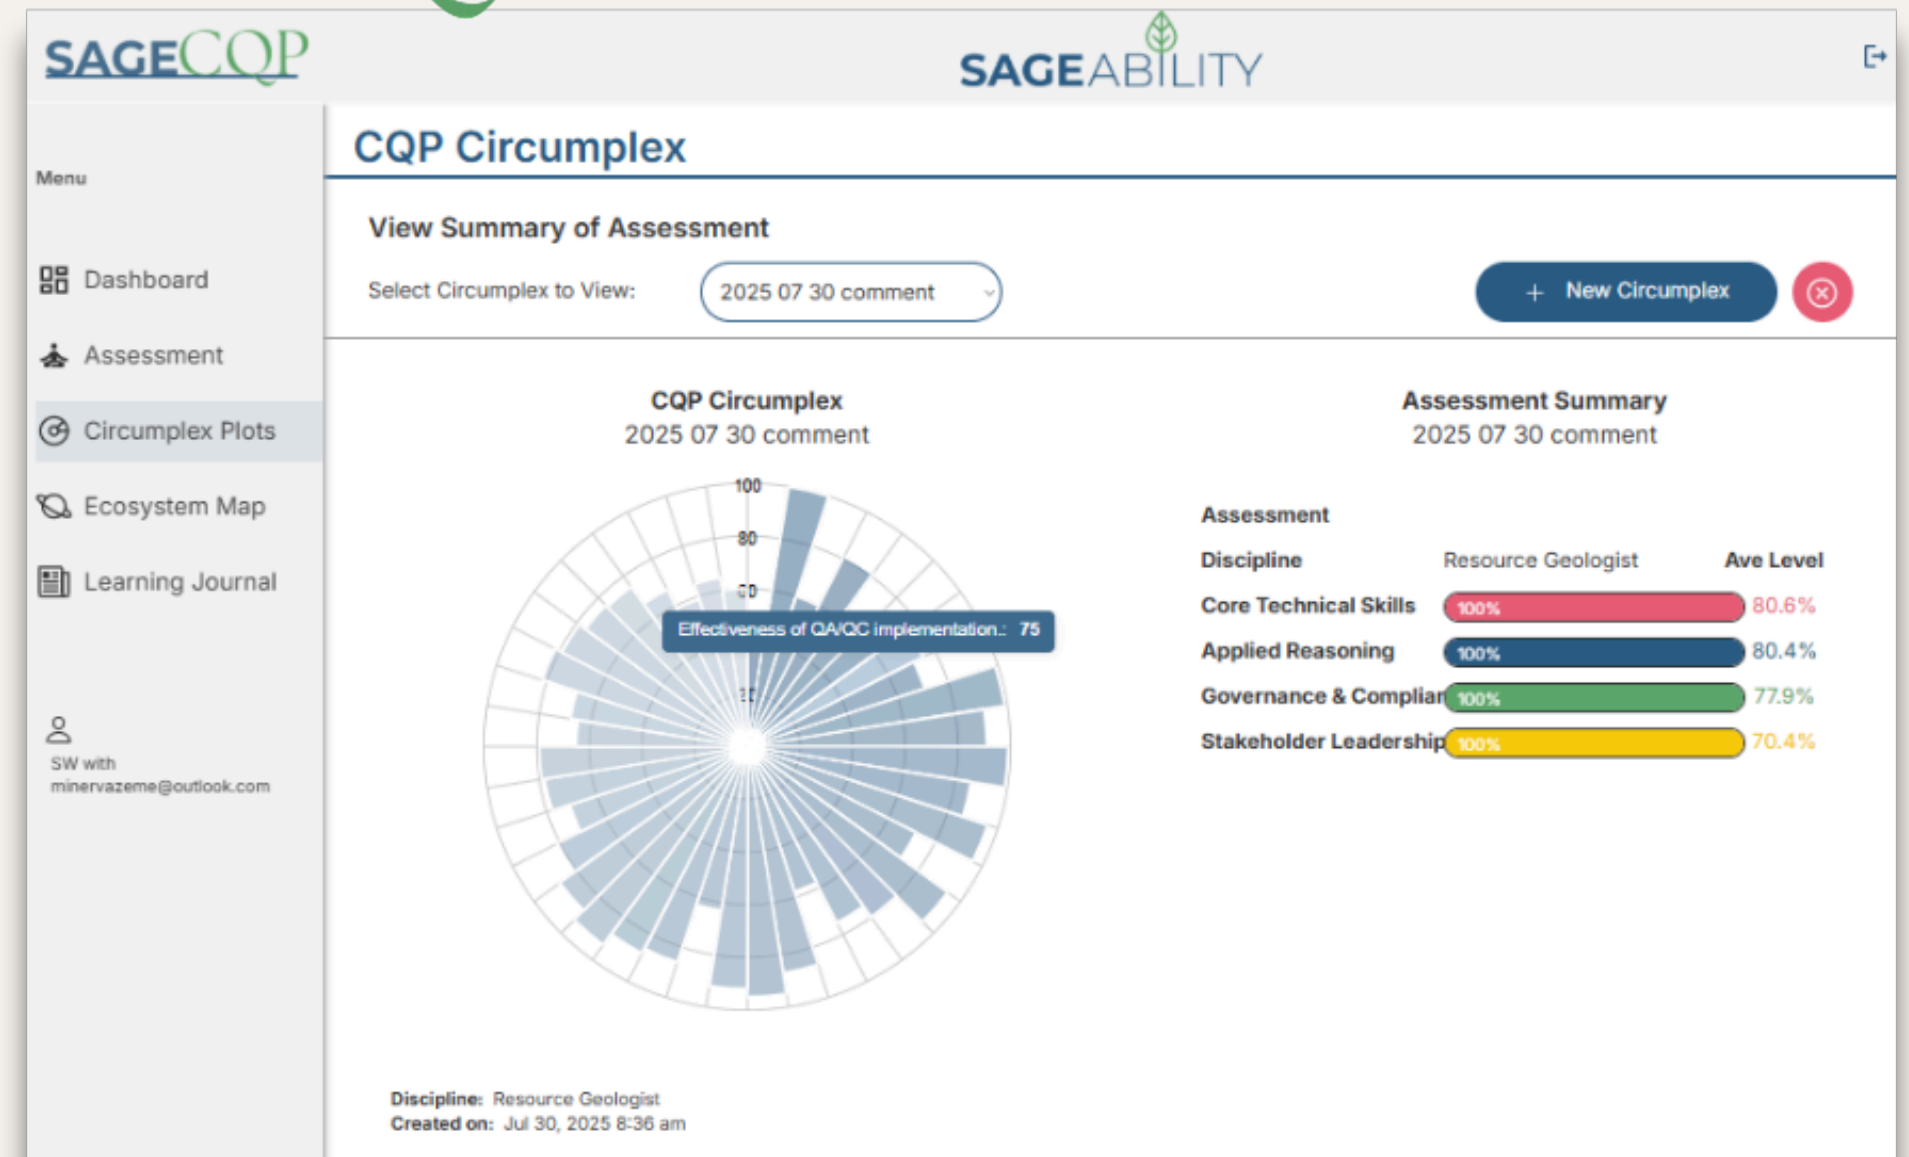 SAGECQP
SAGEABILITY
Menu
Dashboard
Assessment
Circumplex Plots
Ecosystem Map
Learning Journal
SW with
minervazeme@outlook.com
CQP Circumplex
View Summary of Assessment
Select Circumplex to View:
2025 07 30 comment
+ New Circumplex
CQP Circumplex
2025 07 30 comment
100
80
Effectiveness of QA/QC implementation.: 75
Discipline: Resource Geologist
Created on: Jul 30, 2025 8:36 am
Assessment Summary
2025 07 30 comment
Assessment
Discipline Resource Geologist Ave Level
Core Technical Skills 100% 80.6%
Applied Reasoning 100% 80.4%
Governance & Complian 100% 77.9%
Stakeholder Leadership 100% 70.4%